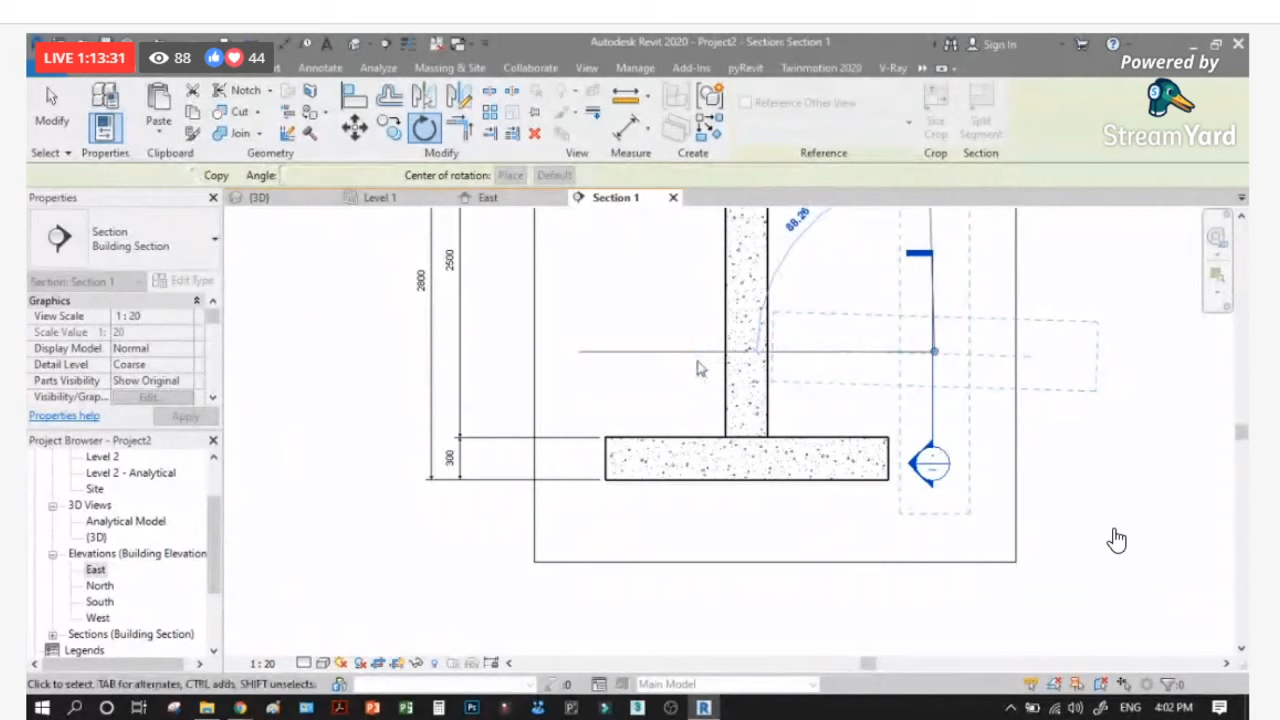 LIVE 1:13:31
88
44
Autodesk Revit 2020 - Project2 - Section: Section 1
Sign In
Powered by
StreamYard
Annotate
Analyze
Massing & Site
Collaborate
View
Manage
Add-Ins
pyRevit
Twinmotion 2020
V-Ray
Modify
Paste
Notch
Cut
Join
Reference Other View
Size
Crop
Split
Segment
Select
Properties
Clipboard
Geometry
Modify
View
Measure
Create
Reference
Crop
Section
Copy
Angle:
Center of rotation:
Place
Default
Properties
{3D}
Level 1
East
Section 1
Section
Building Section
Section: Section 1
Edit Type
Graphics
View Scale 1 : 20
Scale Value 1: 20
Display Model Normal
Detail Level Coarse
Parts Visibility Show Original
Visibility/Grap... Edit...
Properties help
Apply
Project Browser - Project2
Level 2
Level 2 - Analytical
Site
3D Views
Analytical Model
{3D}
Elevations (Building Elevation
East
North
South
West
Sections (Building Section)
Legends
2800
2500
300
88.26
1 : 20
Click to select, TAB for alternates, CTRL adds, SHIFT unselects.
:0
Main Model
:0
ENG
4:02 PM